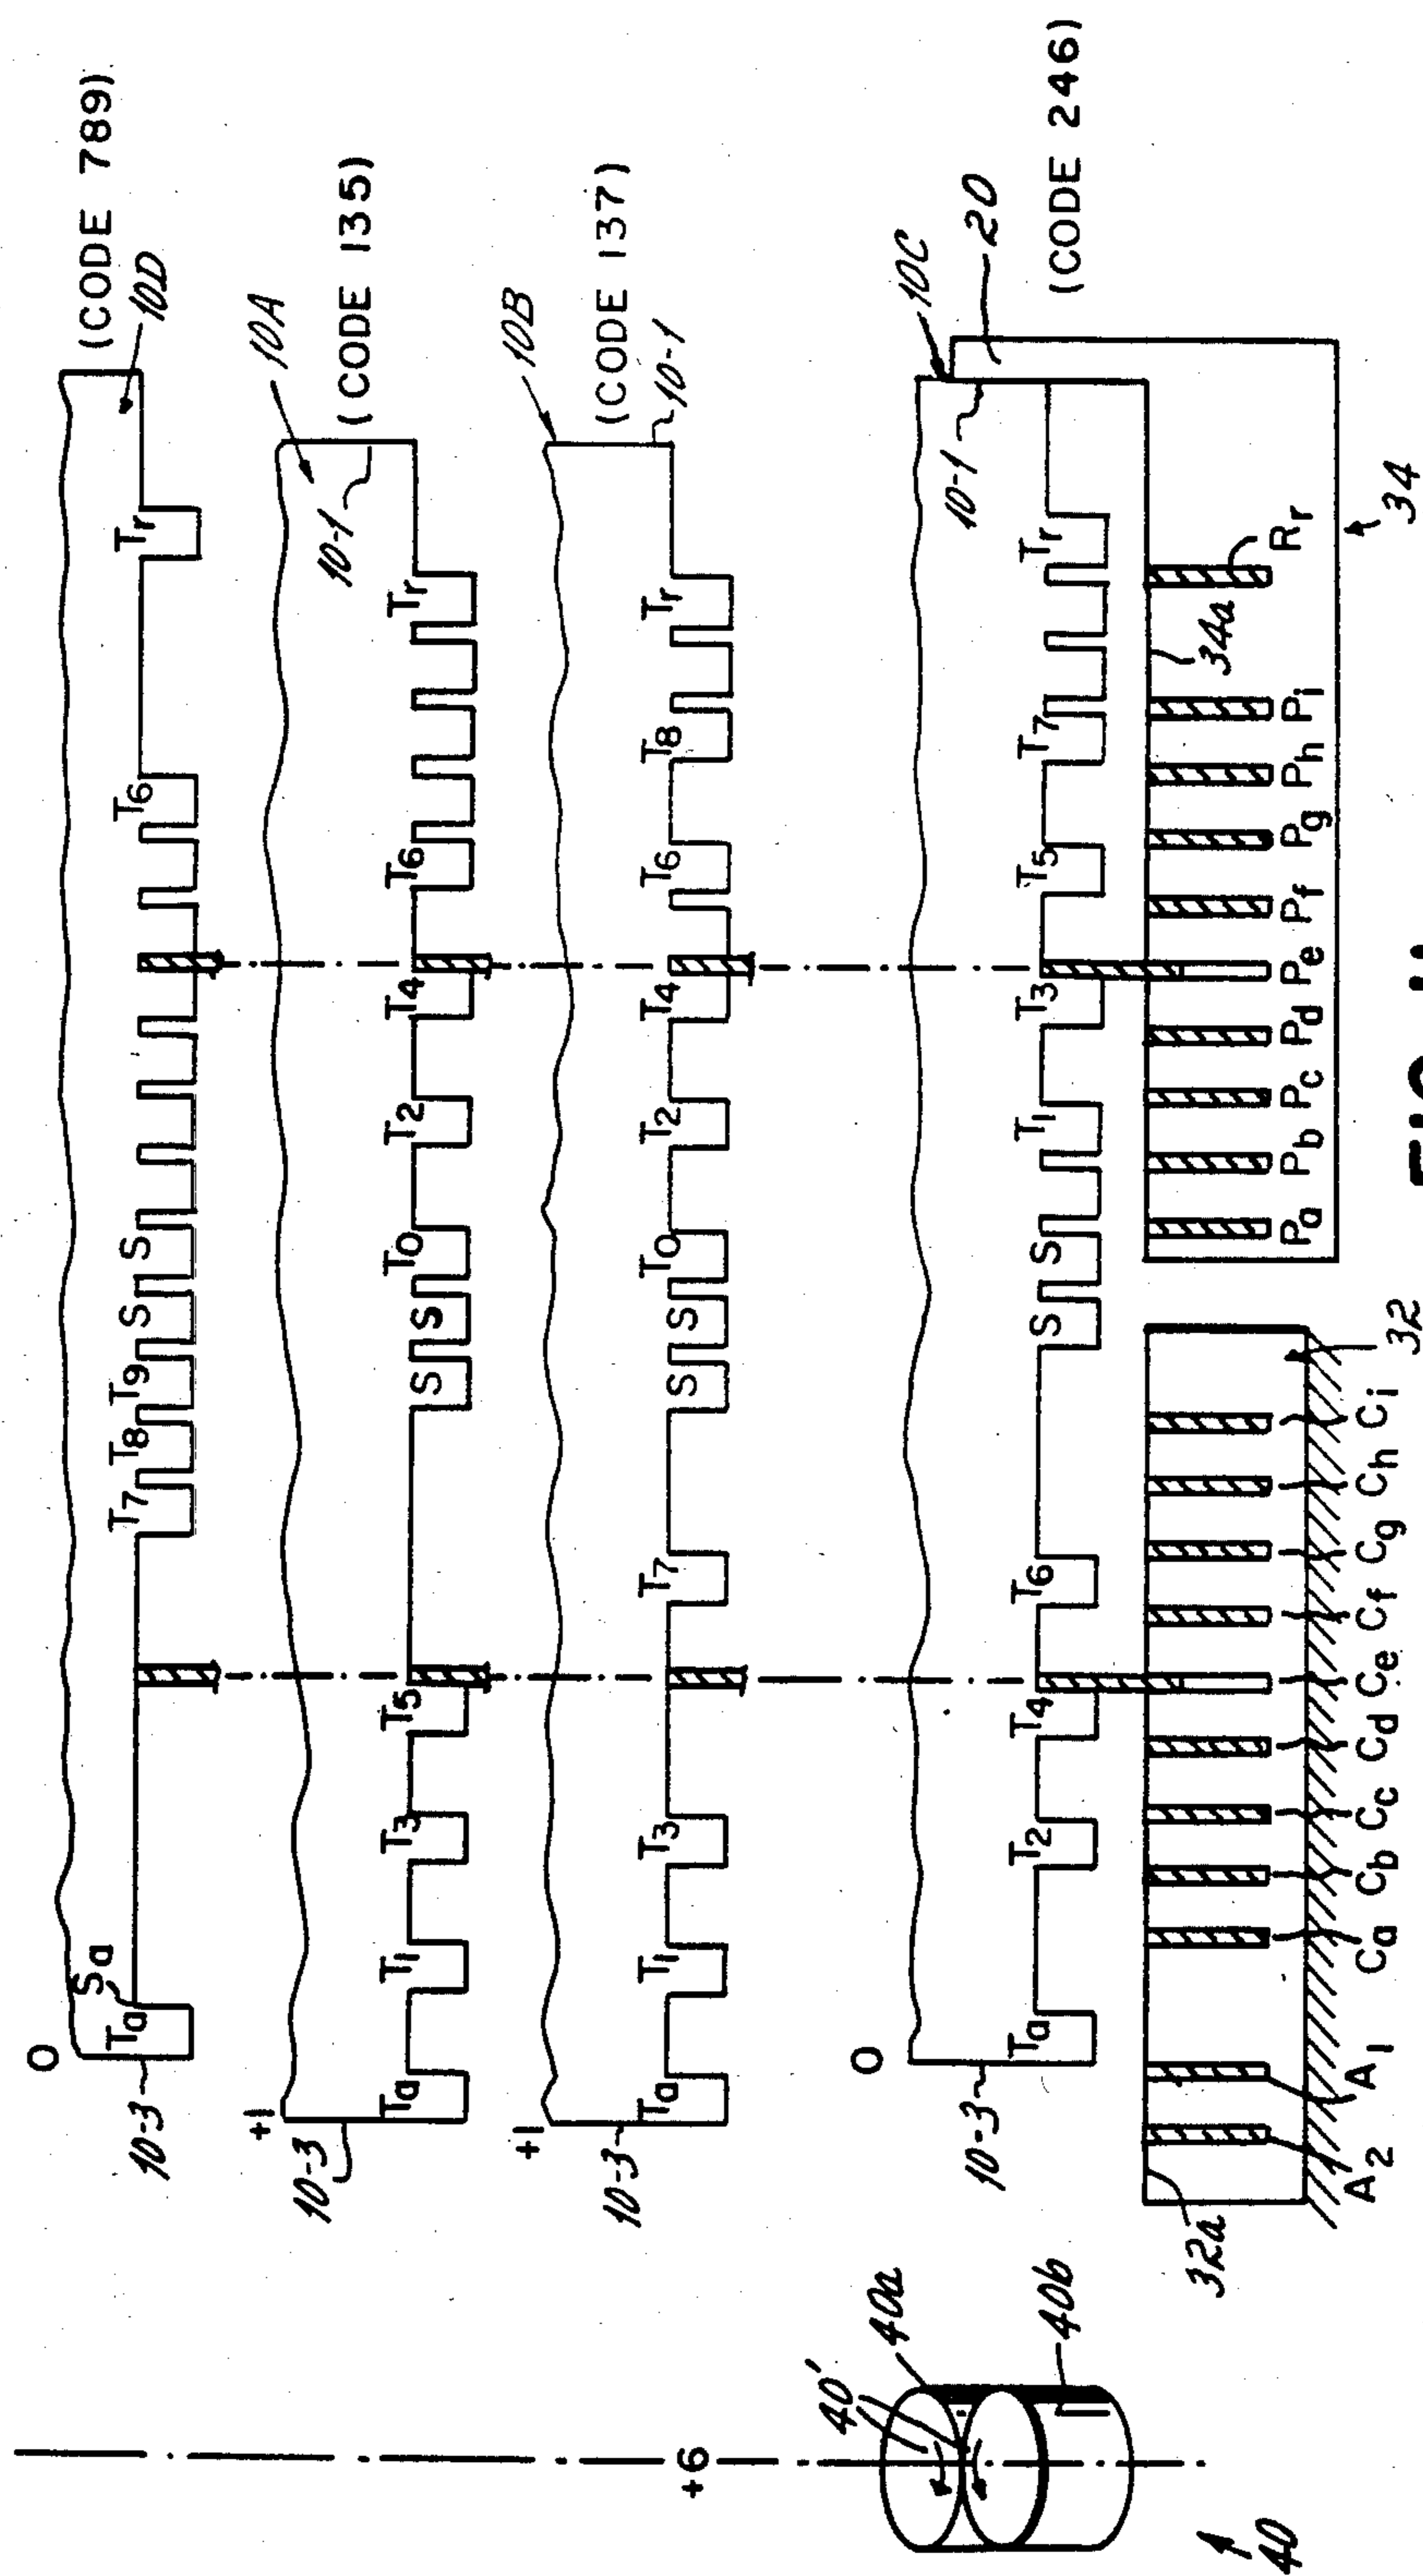 (CODE 789)
10D
O
Sa
Ta
T7
T8
T9
S
S
T6
Tr
10-3
(CODE 135)
10A
10-1
+1
Ta
T1
T3
T5
S
S
T0
T2
T4
T6
Tr
10-3
(CODE 137)
10B
10-1
+1
Ta
T1
T3
T7
S
S
T0
T2
T4
T6
T8
Tr
10-3
(CODE 246)
10C
20
10-1
O
Ta
T2
T4
T6
S
S
T1
T3
T5
T7
Tr
10-3
+6
40'
40a
40b
40
32a
A2
A1
Ca
Cb
Cc
Cd
Ce
Cf
Cg
Ch
Ci
32
Pa
Pb
Pc
Pd
Pe
Pf
Pg
Ph
Pi
34a
Rr
34